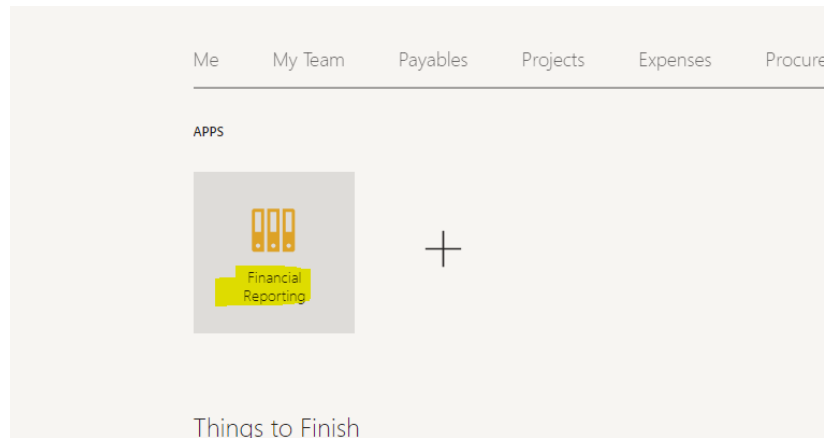 Me My Team Payables Projects Expenses Procure
APPS
Financial
Reporting
Things to Finish